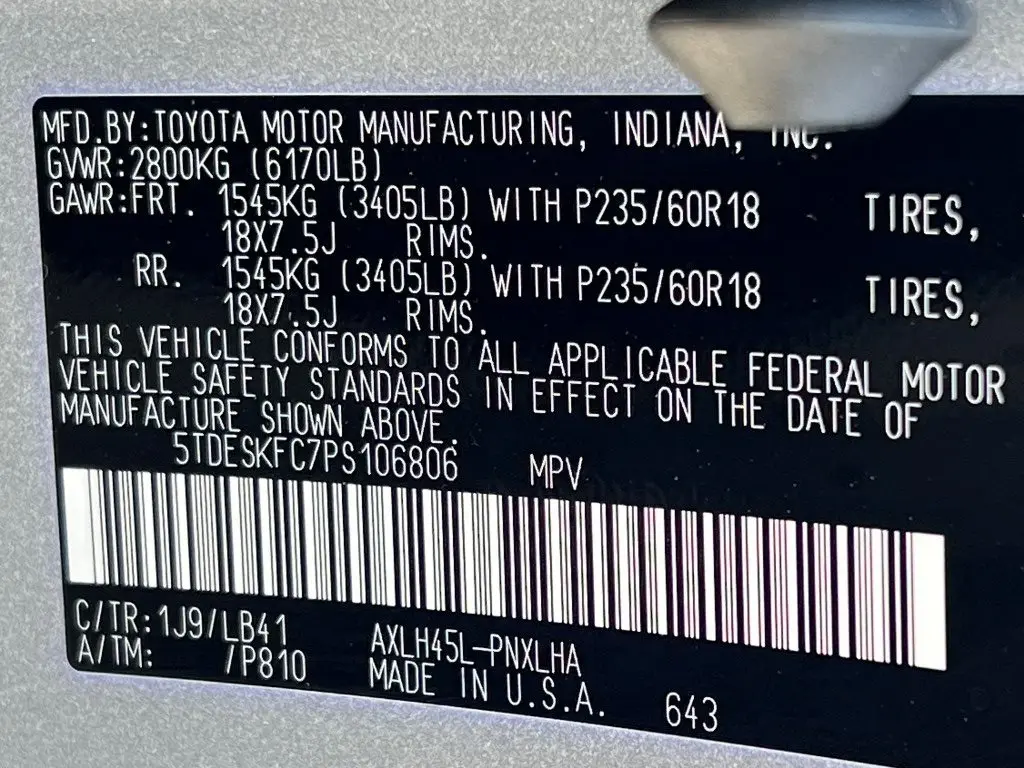 MFD.BY:TOYOTA MOTOR MANUFACTURING, INDIANA, INC.
GVWR:2800KG (6170LB)
GAWR:FRT. 1545KG (3405LB) WITH P235/60R18 TIRES,
18X7.5J RIMS.
RR. 1545KG (3405LB) WITH P235/60R18 TIRES,
18X7.5J RIMS.
THIS VEHICLE CONFORMS TO ALL APPLICABLE FEDERAL MOTOR
VEHICLE SAFETY STANDARDS IN EFFECT ON THE DATE OF
MANUFACTURE SHOWN ABOVE.
5TDESKFC7PS106806 MPV
C/TR:1J9/LB41 AXLH45L-PNXLHA
A/TM: /P810 MADE IN U.S.A. 643